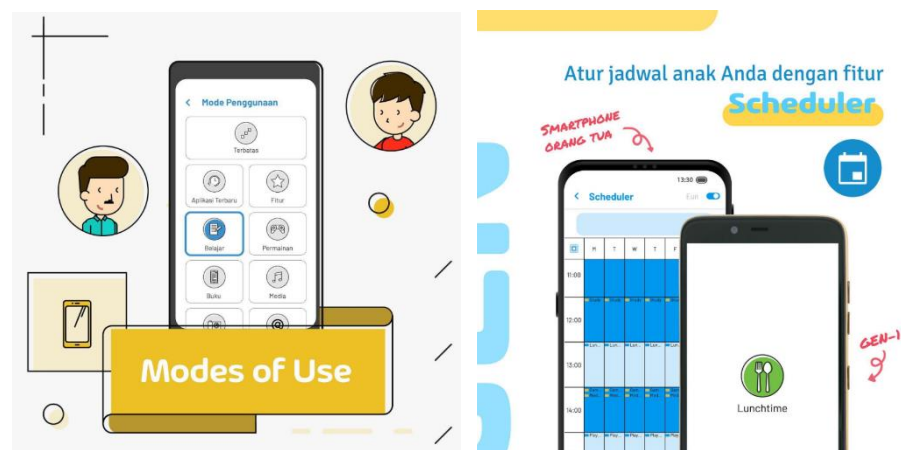 Mode Penggunaan
Terbatas
Aplikasi Terbaru
Fitur
Belajar
Permainan
Buku
Media
Modes of Use
Atur jadwal anak Anda dengan fitur
Scheduler
SMARTPHONE
ORANG TUA
13:30
Scheduler
Eun
M T W T F
11:00
12:00
13:00
14:00
GEN-1
Lunchtime